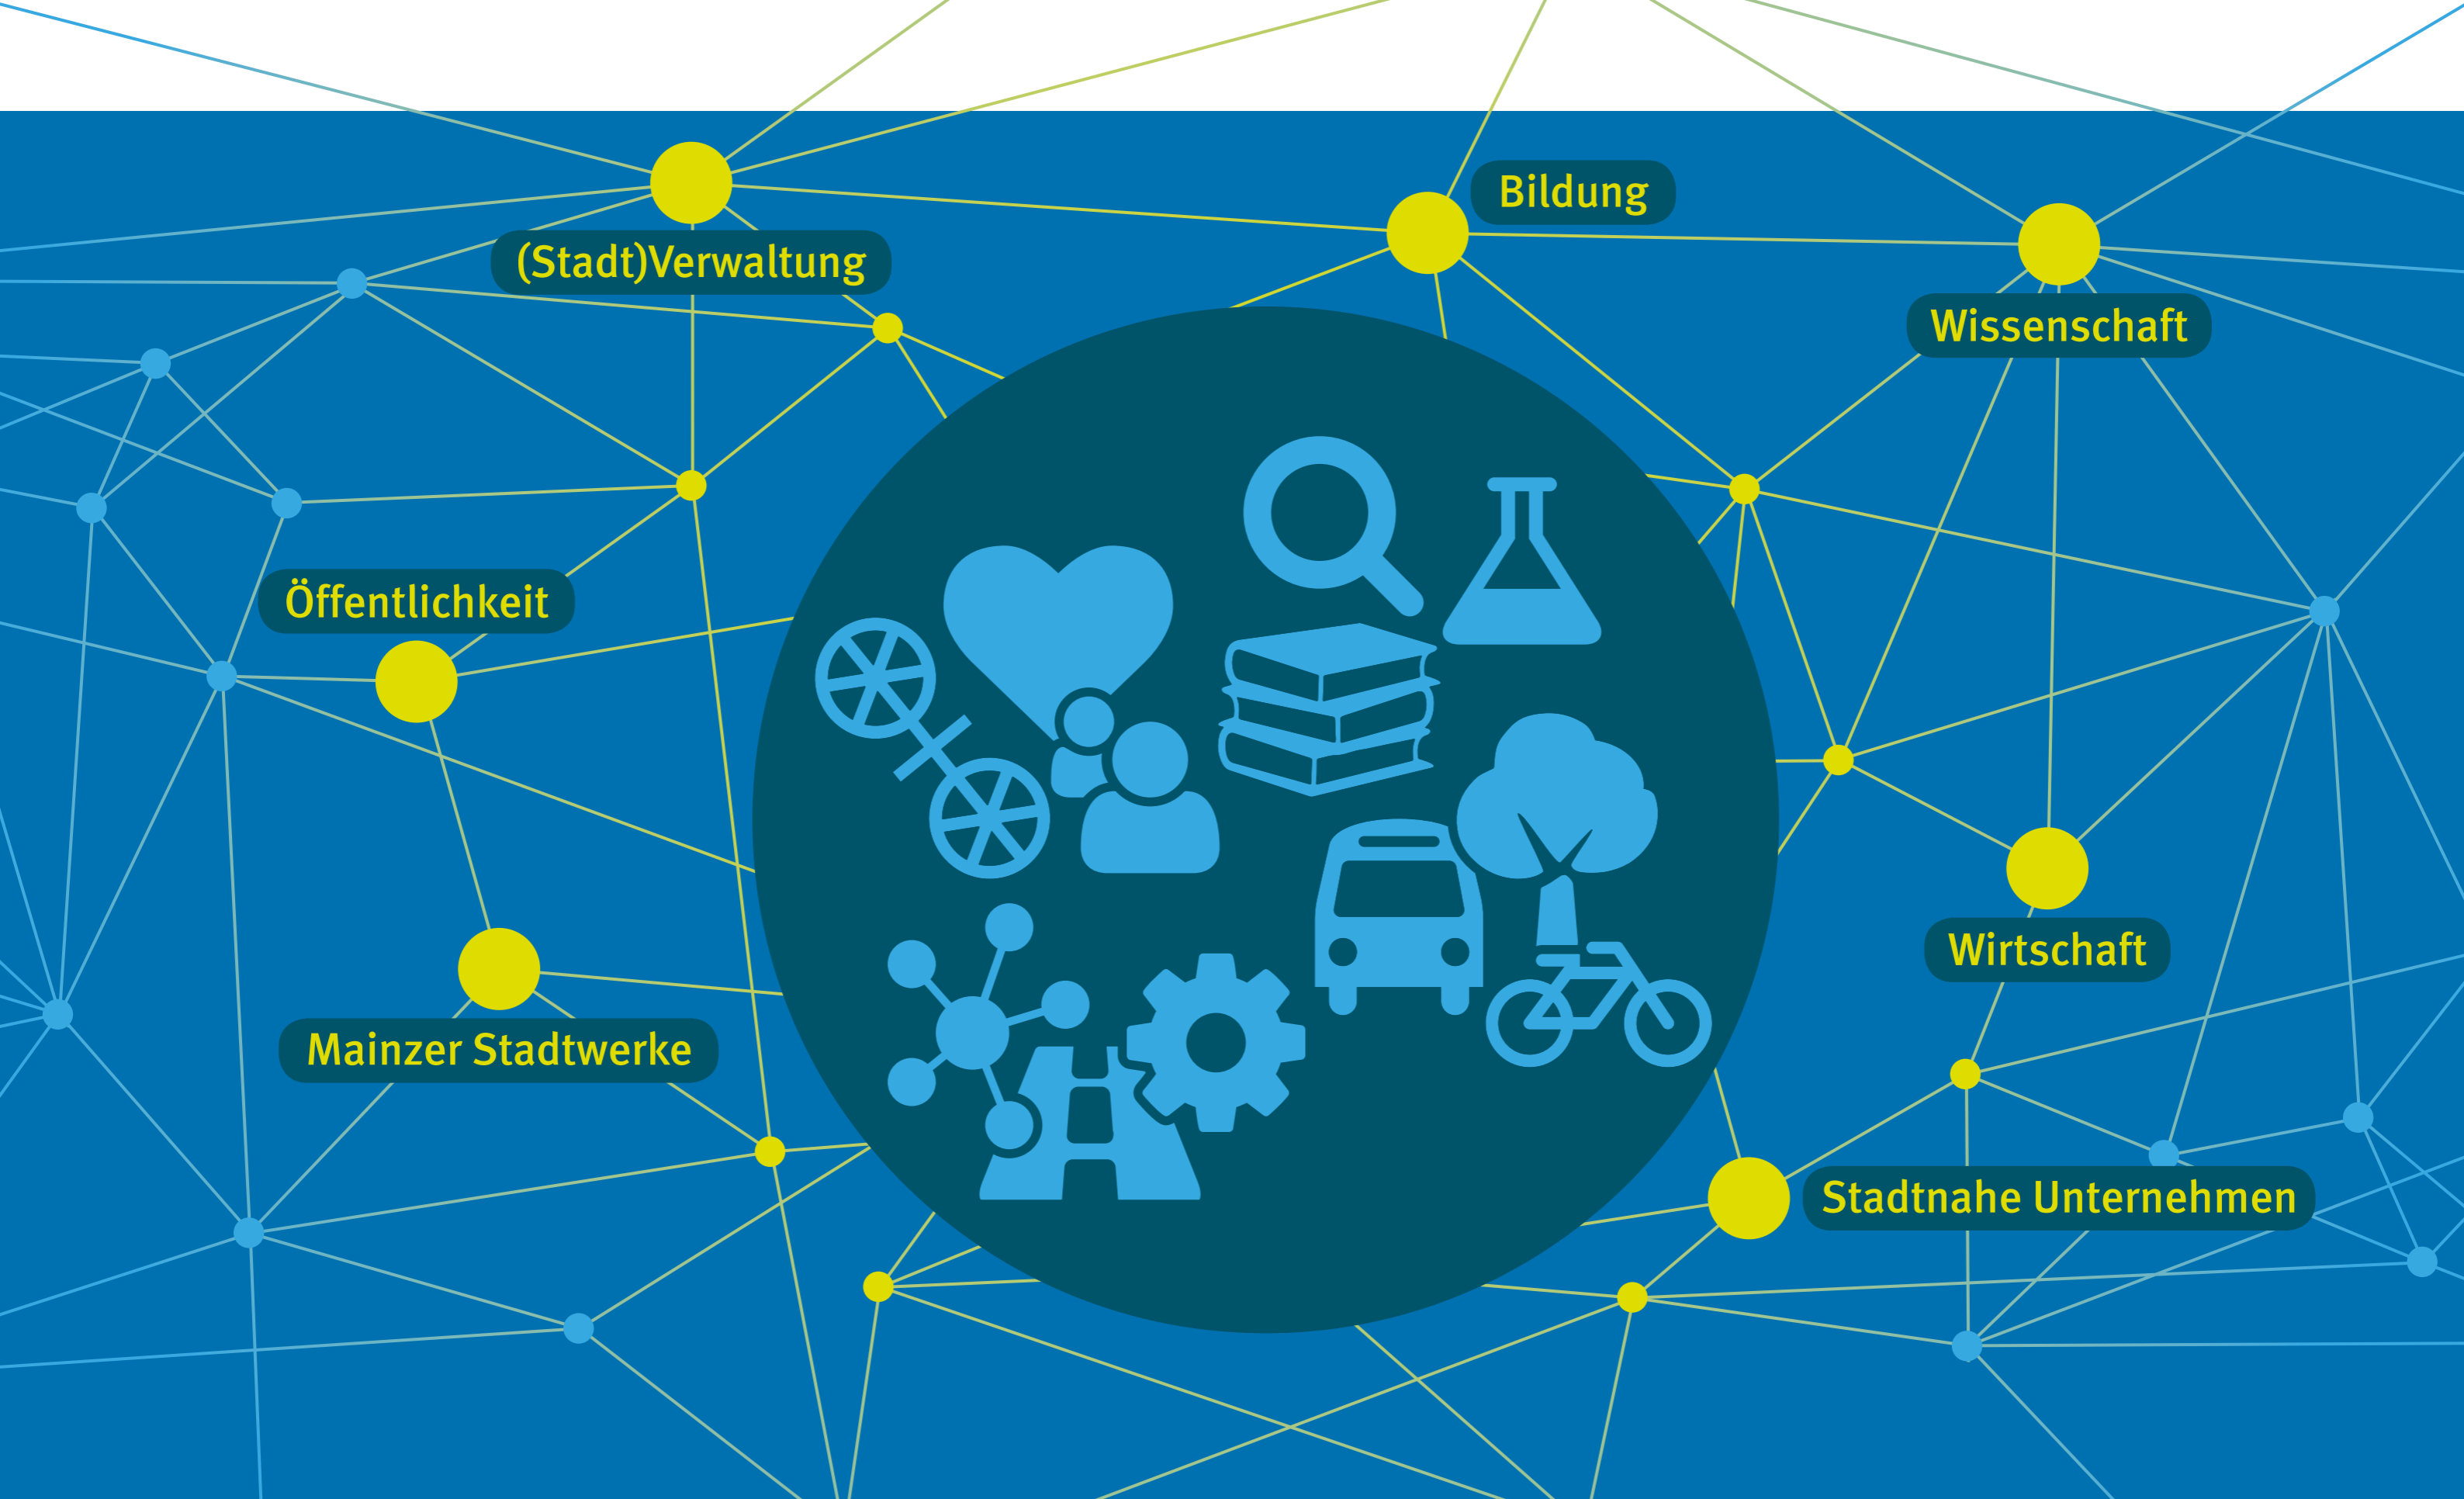 Bildung
(Stadt)Verwaltung
Wissenschaft
Öffentlichkeit
Wirtschaft
Mainzer Stadtwerke
Stadtnahe Unternehmen